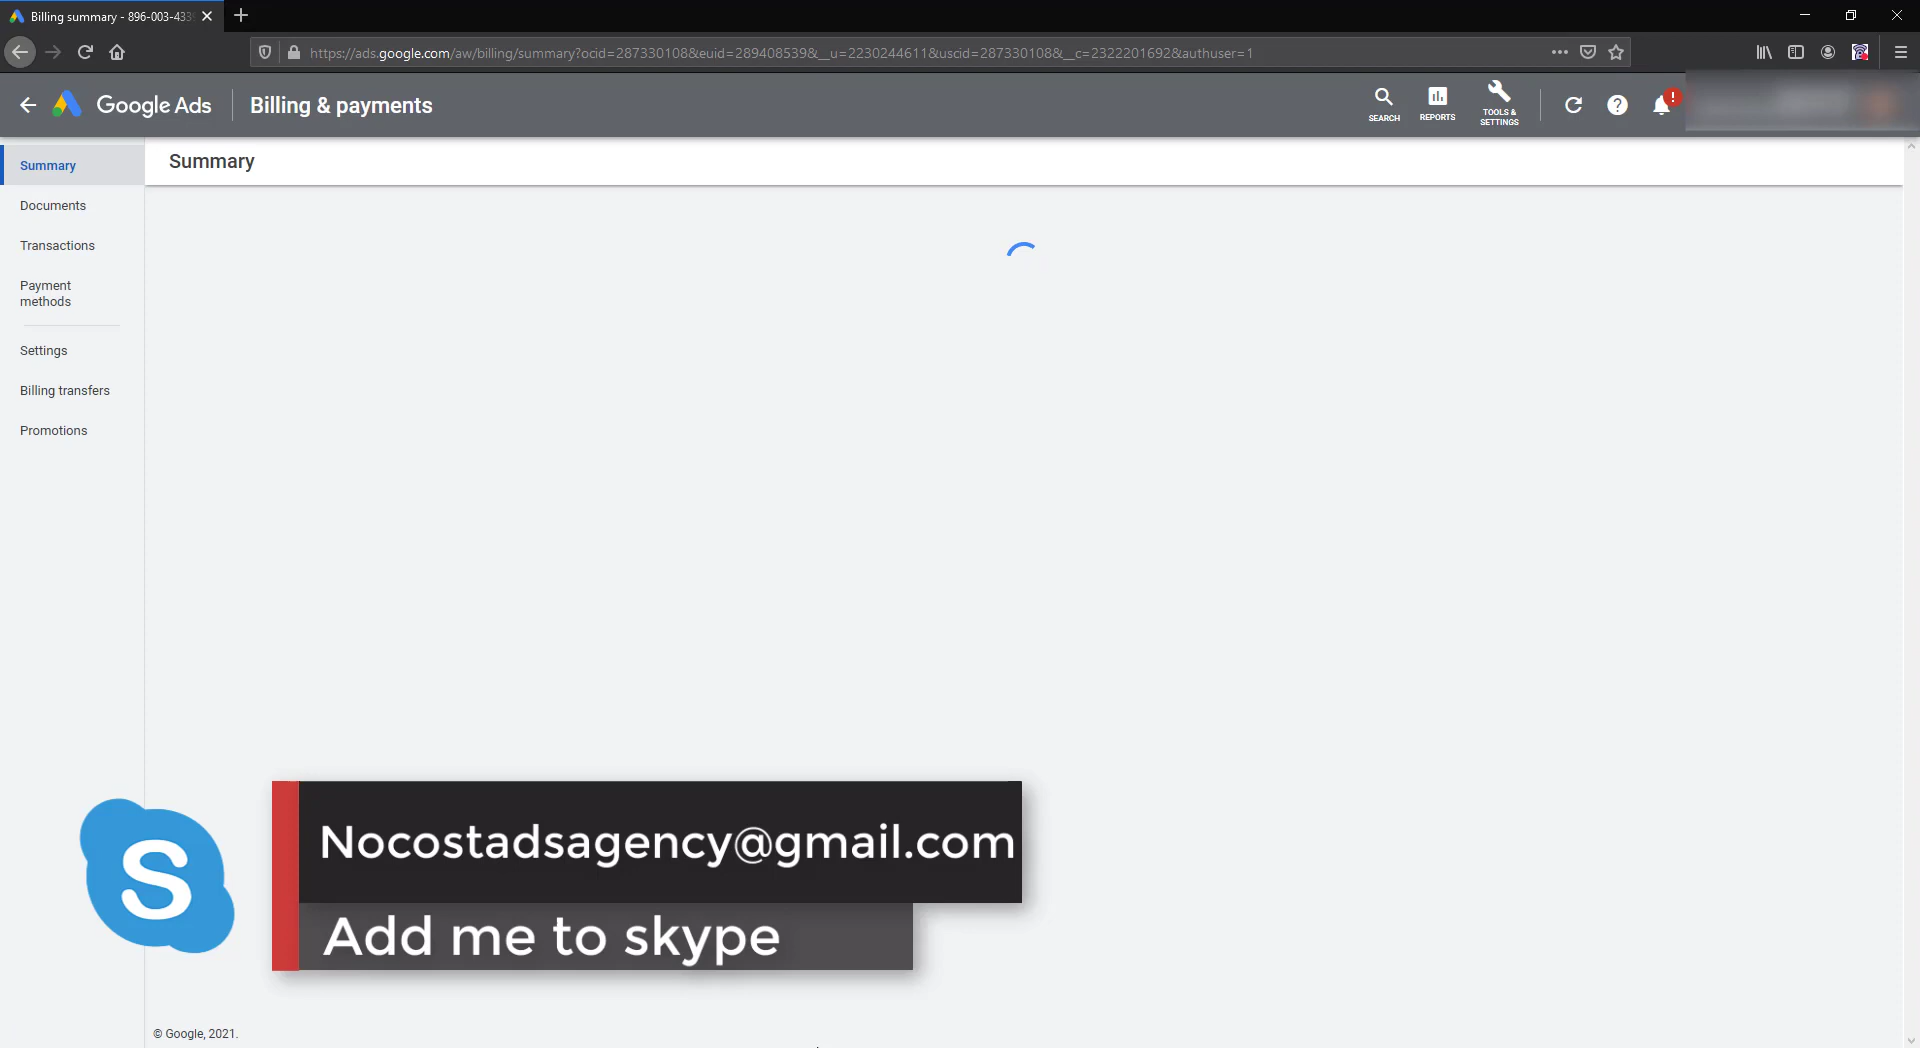 Billing summary - 896-003-433
https://ads.google.com/aw/billing/summary?ocid=287330108&euid=289408539&__u=2230244611&uscid=287330108&__c=2322201692&authuser=1
Google Ads
Billing & payments
SEARCH
REPORTS
TOOLS &
SETTINGS
Summary
Summary
Documents
Transactions
Payment
methods
Settings
Billing transfers
Promotions
S
Nocostadsagency@gmail.com
Add me to skype
© Google, 2021.